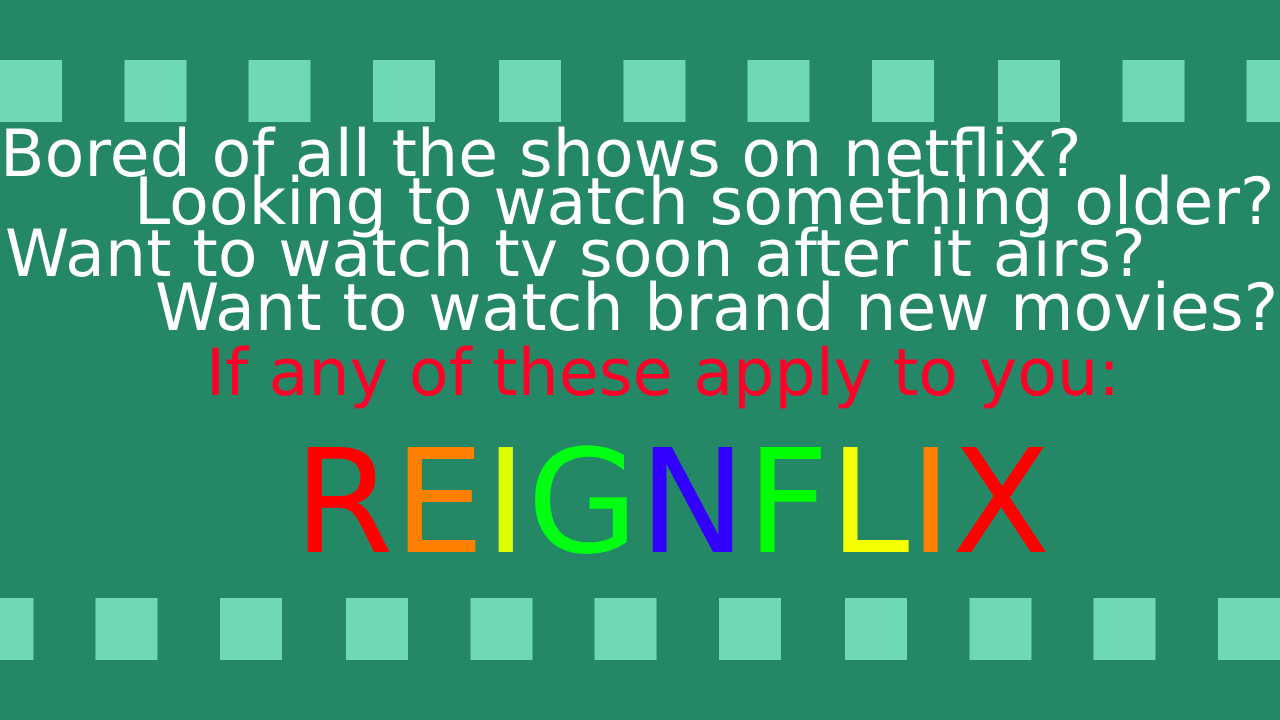 Bored of all the shows on netflix?
Looking to watch something older?
Want to watch tv soon after it airs?
Want to watch brand new movies?
If any of these apply to you:
REIGNFLIX